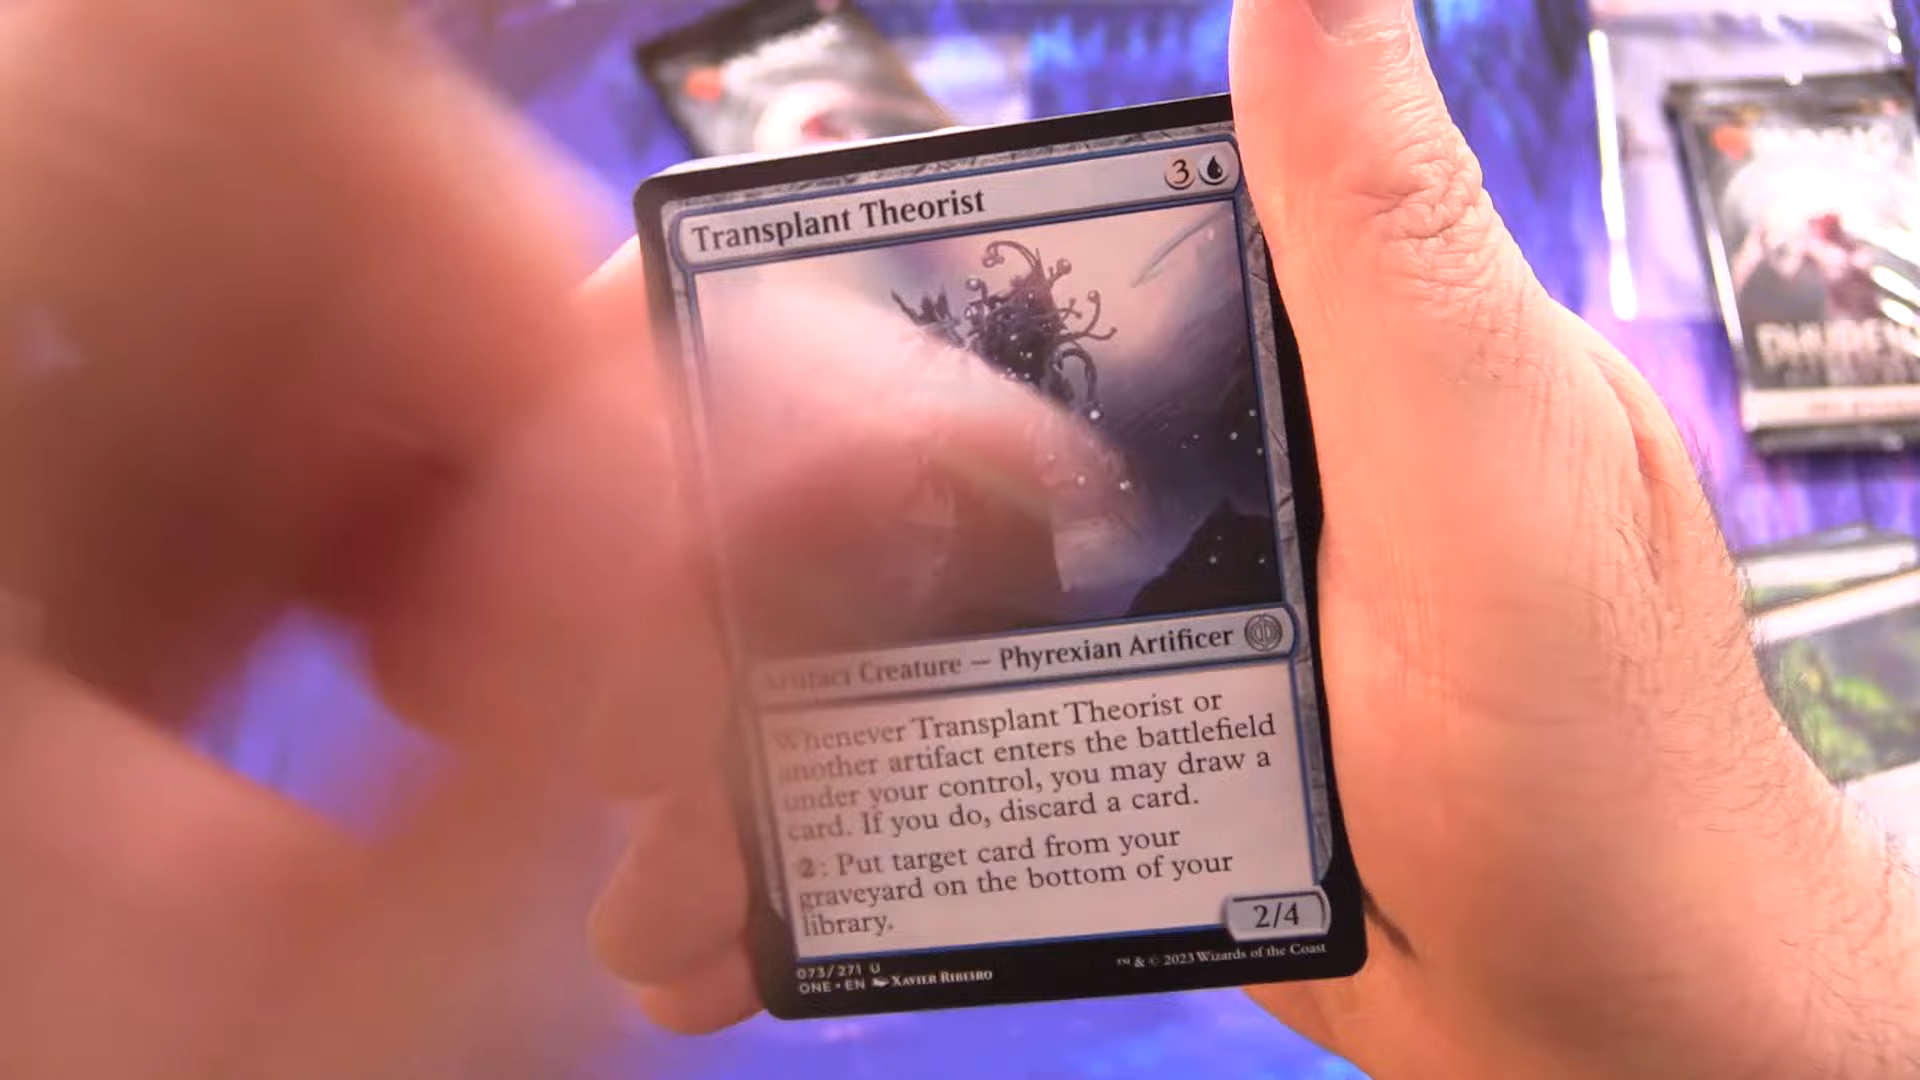 Transplant Theorist
3
Artifact Creature — Phyrexian Artificer
Whenever Transplant Theorist or
another artifact enters the battlefield
under your control, you may draw a
card. If you do, discard a card.
2: Put target card from your
graveyard on the bottom of your
library.
2/4
073/271 U
ONE • EN XAVIER RIBEIRO
™ & © 2023 Wizards of the Coast